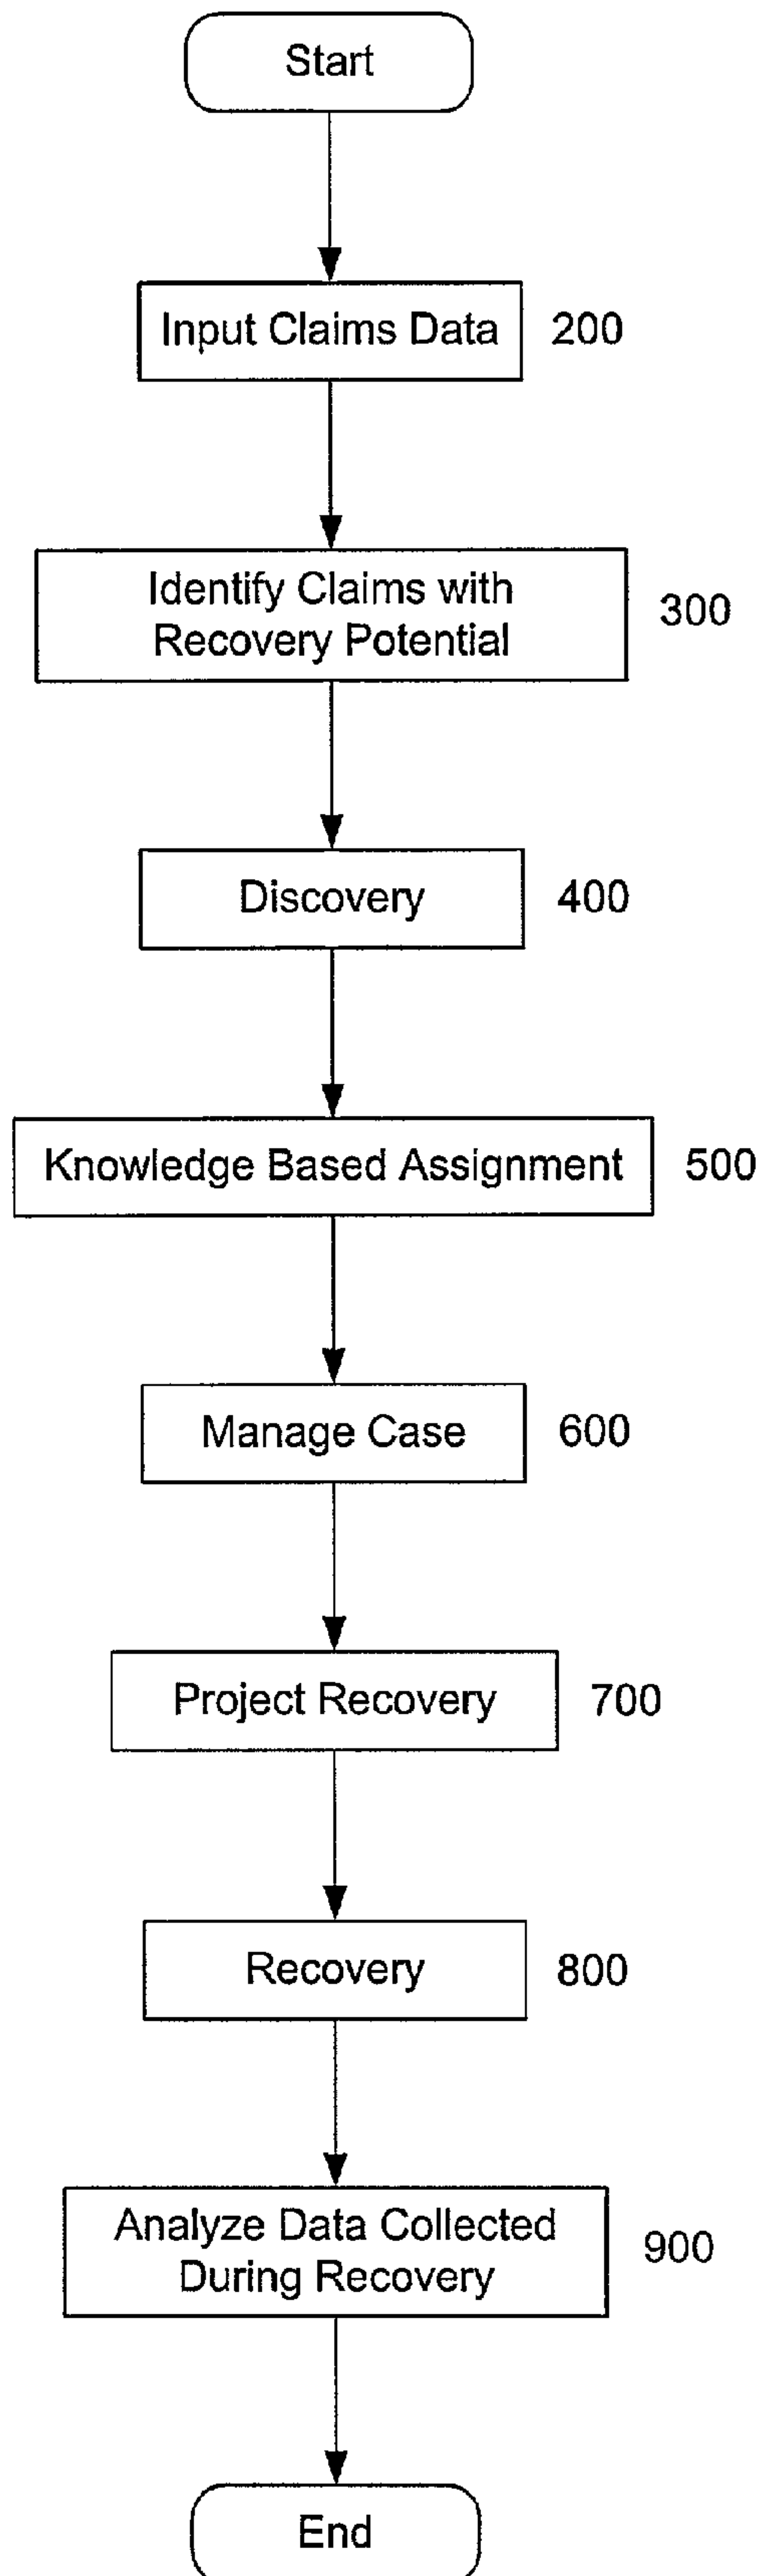 Start
Input Claims Data 200
Identify Claims with
Recovery Potential
300
Discovery 400
Knowledge Based Assignment 500
Manage Case 600
Project Recovery 700
Recovery 800
Analyze Data Collected
During Recovery
900
End